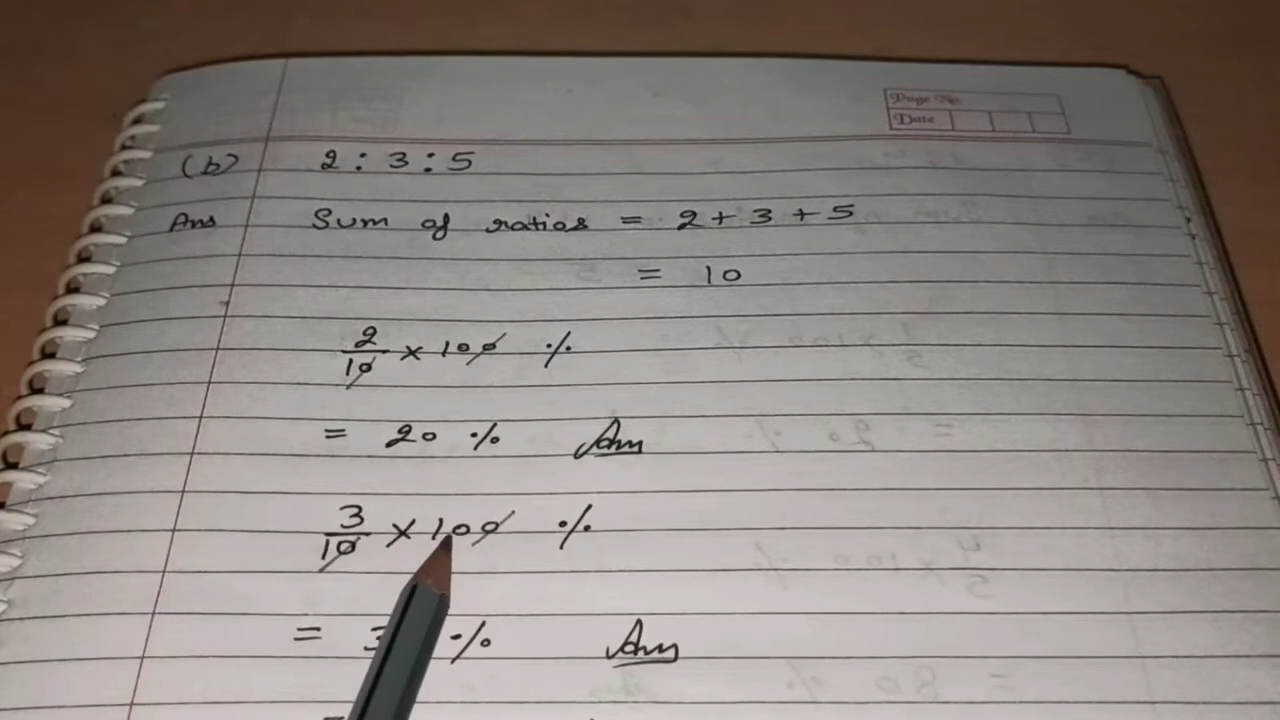 Page No.
Date
(b) 2 : 3 : 5
Ans Sum of ratios = 2 + 3 + 5
= 10
2/10 × 100 %
= 20 % Ans
3/10 × 100 %
= 3 % Ans